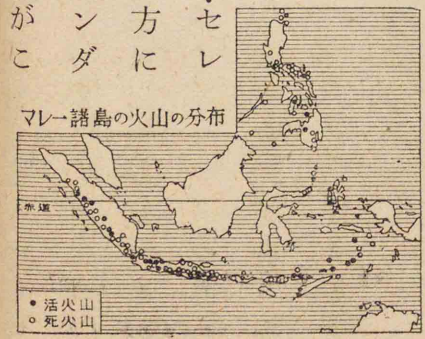 セレ
方に
ンダ
がこ
マレー諸島の火山の分布
赤道
活火山
死火山